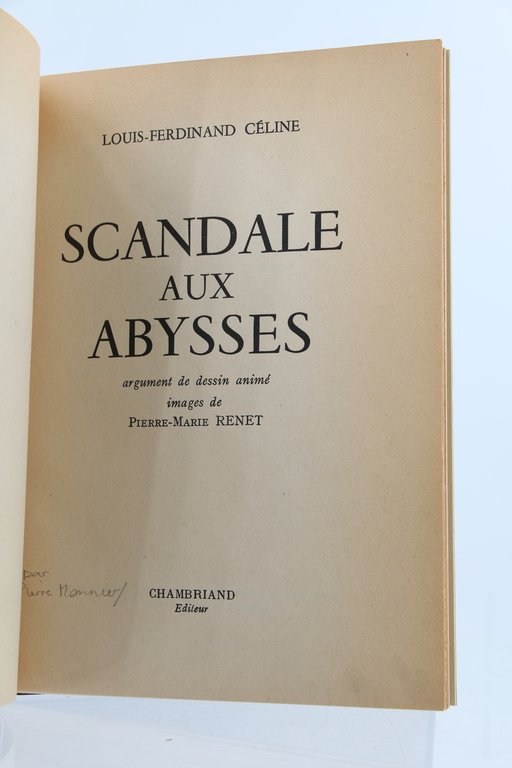 LOUIS-FERDINAND CÉLINE
SCANDALE
AUX
ABYSSES
argument de dessin animé
images de
PIERRE-MARIE RENET
par
Pierre Monnier/
CHAMBRIAND
Editeur